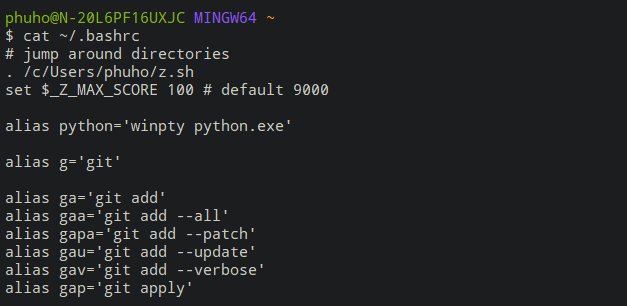 phuho@N-20L6PF16UXJC MINGW64 ~
$ cat ~/.bashrc
# jump around directories
. /c/Users/phuho/z.sh
set $_Z_MAX_SCORE 100 # default 9000
alias python='winpty python.exe'
alias g='git'
alias ga='git add'
alias gaa='git add --all'
alias gapa='git add --patch'
alias gau='git add --update'
alias gav='git add --verbose'
alias gap='git apply'